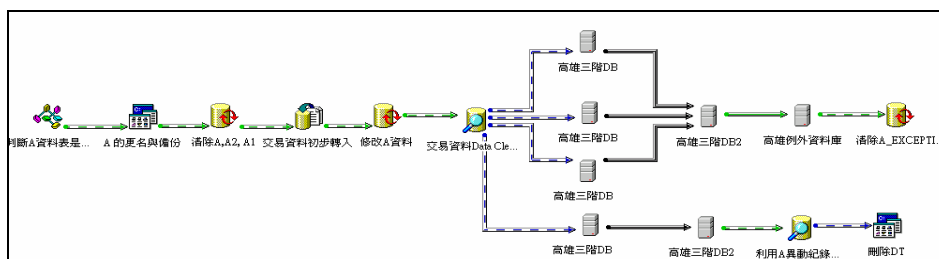 高雄三階DB
判斷A資料表是...
A 的更名與備份
清除A,A2, A1
交易資料初步轉入
修改A資料
交易資料Data Cle...
高雄三階DB
高雄三階DB2
高雄例外資料庫
清除A_EXCEPTI...
高雄三階DB
高雄三階DB
高雄三階DB2
利用A異動紀錄...
刪除DT